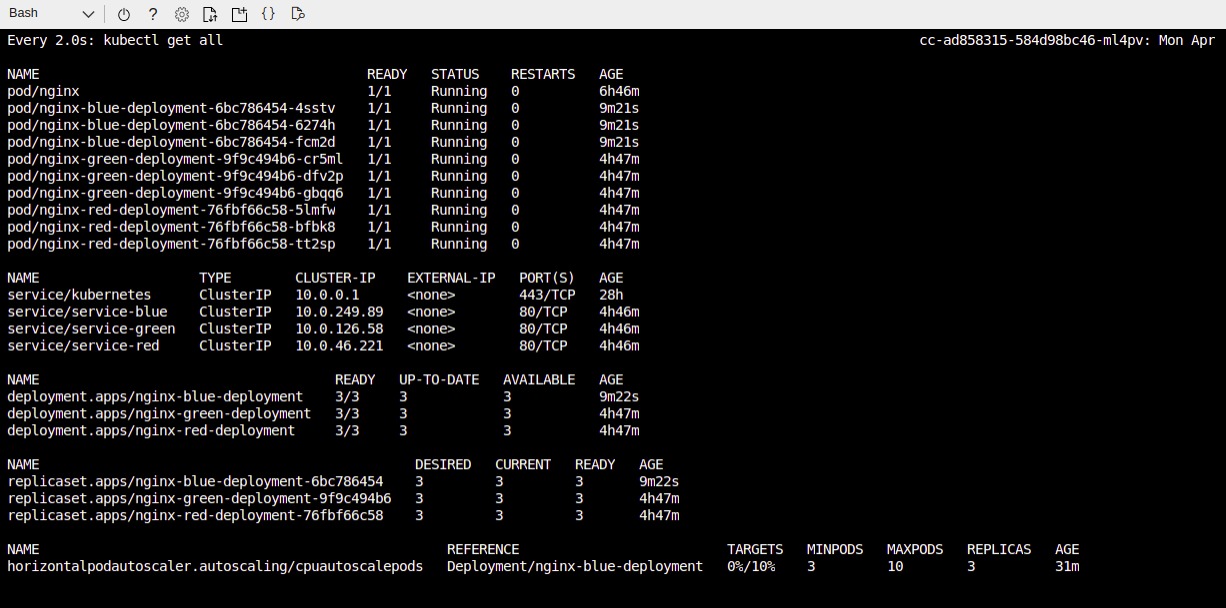 Bash
Every 2.0s: kubectl get all cc-ad858315-584d98bc46-ml4pv: Mon Apr
NAME READY STATUS RESTARTS AGE
pod/nginx 1/1 Running 0 6h46m
pod/nginx-blue-deployment-6bc786454-4sstv 1/1 Running 0 9m21s
pod/nginx-blue-deployment-6bc786454-6274h 1/1 Running 0 9m21s
pod/nginx-blue-deployment-6bc786454-fcm2d 1/1 Running 0 9m21s
pod/nginx-green-deployment-9f9c494b6-cr5ml 1/1 Running 0 4h47m
pod/nginx-green-deployment-9f9c494b6-dfv2p 1/1 Running 0 4h47m
pod/nginx-green-deployment-9f9c494b6-gbqq6 1/1 Running 0 4h47m
pod/nginx-red-deployment-76fbf66c58-5lmfw 1/1 Running 0 4h47m
pod/nginx-red-deployment-76fbf66c58-bfbk8 1/1 Running 0 4h47m
pod/nginx-red-deployment-76fbf66c58-tt2sp 1/1 Running 0 4h47m
NAME TYPE CLUSTER-IP EXTERNAL-IP PORT(S) AGE
service/kubernetes ClusterIP 10.0.0.1 <none> 443/TCP 28h
service/service-blue ClusterIP 10.0.249.89 <none> 80/TCP 4h46m
service/service-green ClusterIP 10.0.126.58 <none> 80/TCP 4h46m
service/service-red ClusterIP 10.0.46.221 <none> 80/TCP 4h46m
NAME READY UP-TO-DATE AVAILABLE AGE
deployment.apps/nginx-blue-deployment 3/3 3 3 9m22s
deployment.apps/nginx-green-deployment 3/3 3 3 4h47m
deployment.apps/nginx-red-deployment 3/3 3 3 4h47m
NAME DESIRED CURRENT READY AGE
replicaset.apps/nginx-blue-deployment-6bc786454 3 3 3 9m22s
replicaset.apps/nginx-green-deployment-9f9c494b6 3 3 3 4h47m
replicaset.apps/nginx-red-deployment-76fbf66c58 3 3 3 4h47m
NAME REFERENCE TARGETS MINPODS MAXPODS REPLICAS AGE
horizontalpodautoscaler.autoscaling/cpuautoscalepods Deployment/nginx-blue-deployment 0%/10% 3 10 3 31m